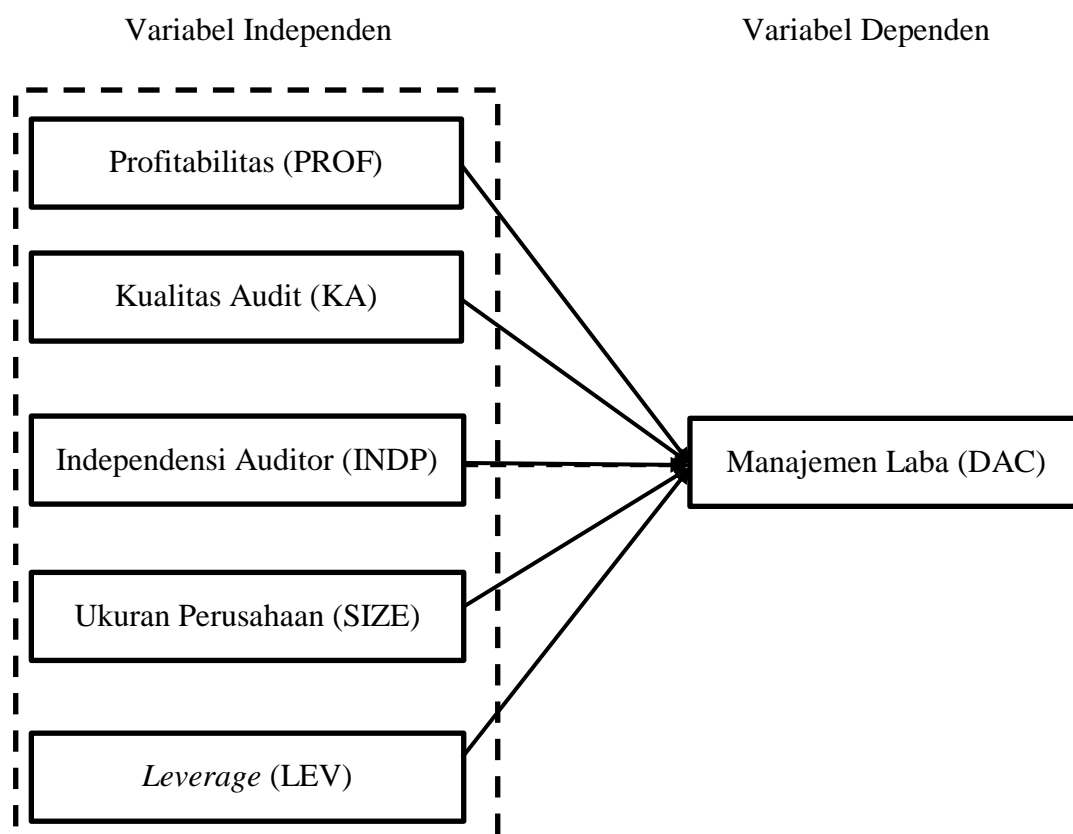 Variabel Independen
Variabel Dependen
Profitabilitas (PROF)
Kualitas Audit (KA)
Independensi Auditor (INDP)
Manajemen Laba (DAC)
Ukuran Perusahaan (SIZE)
Leverage (LEV)